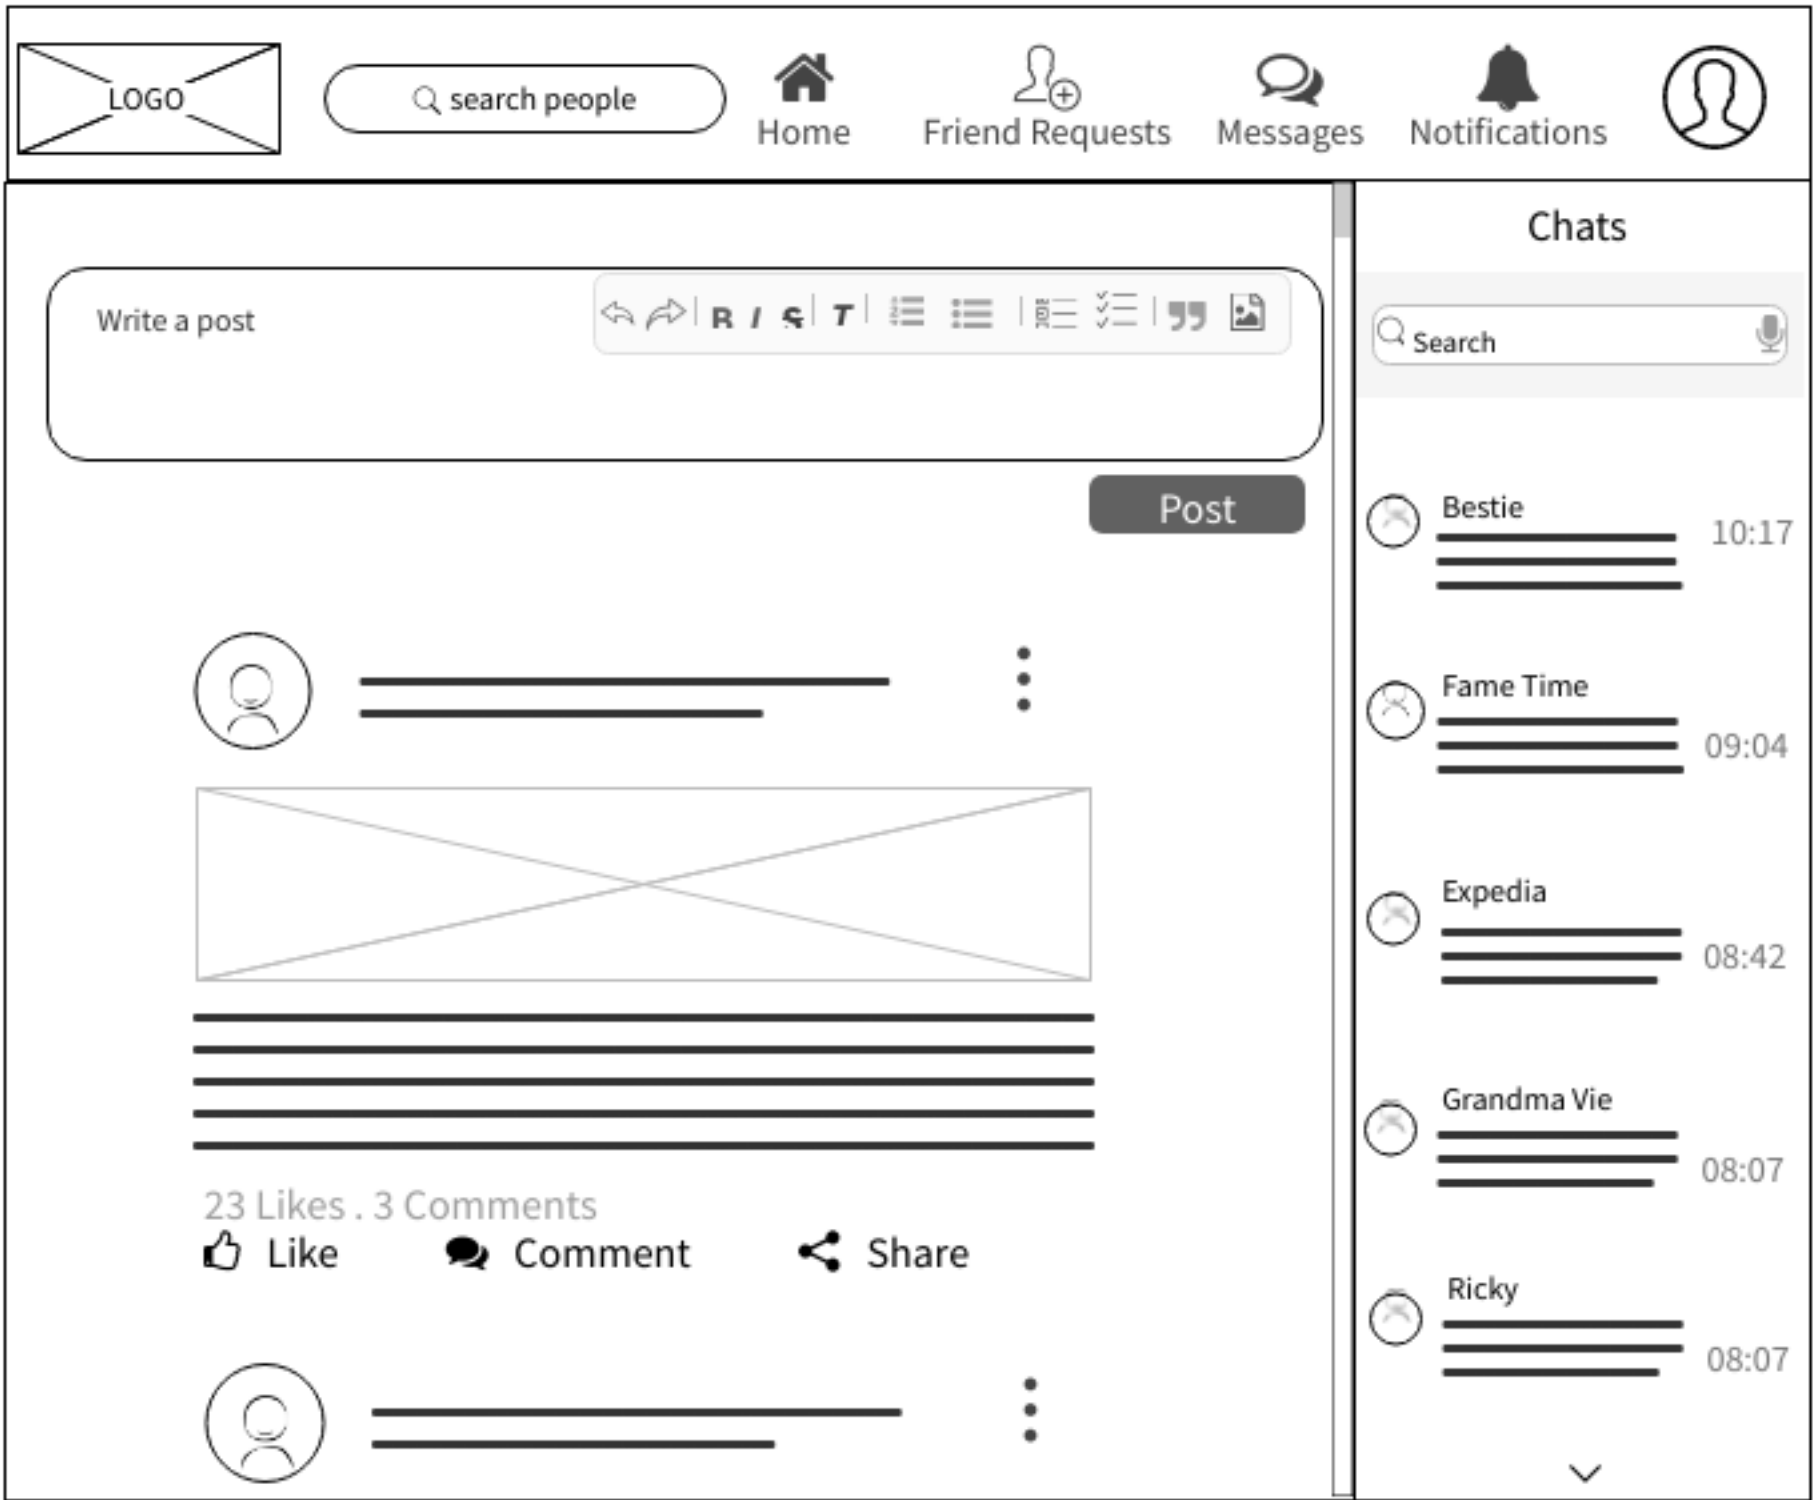 LOGO
search people
Home
Friend Requests
Messages
Notifications
Write a post
B I S T
Post
23 Likes . 3 Comments
Like
Comment
Share
Chats
Search
Bestie
10:17
Fame Time
09:04
Expedia
08:42
Grandma Vie
08:07
Ricky
08:07